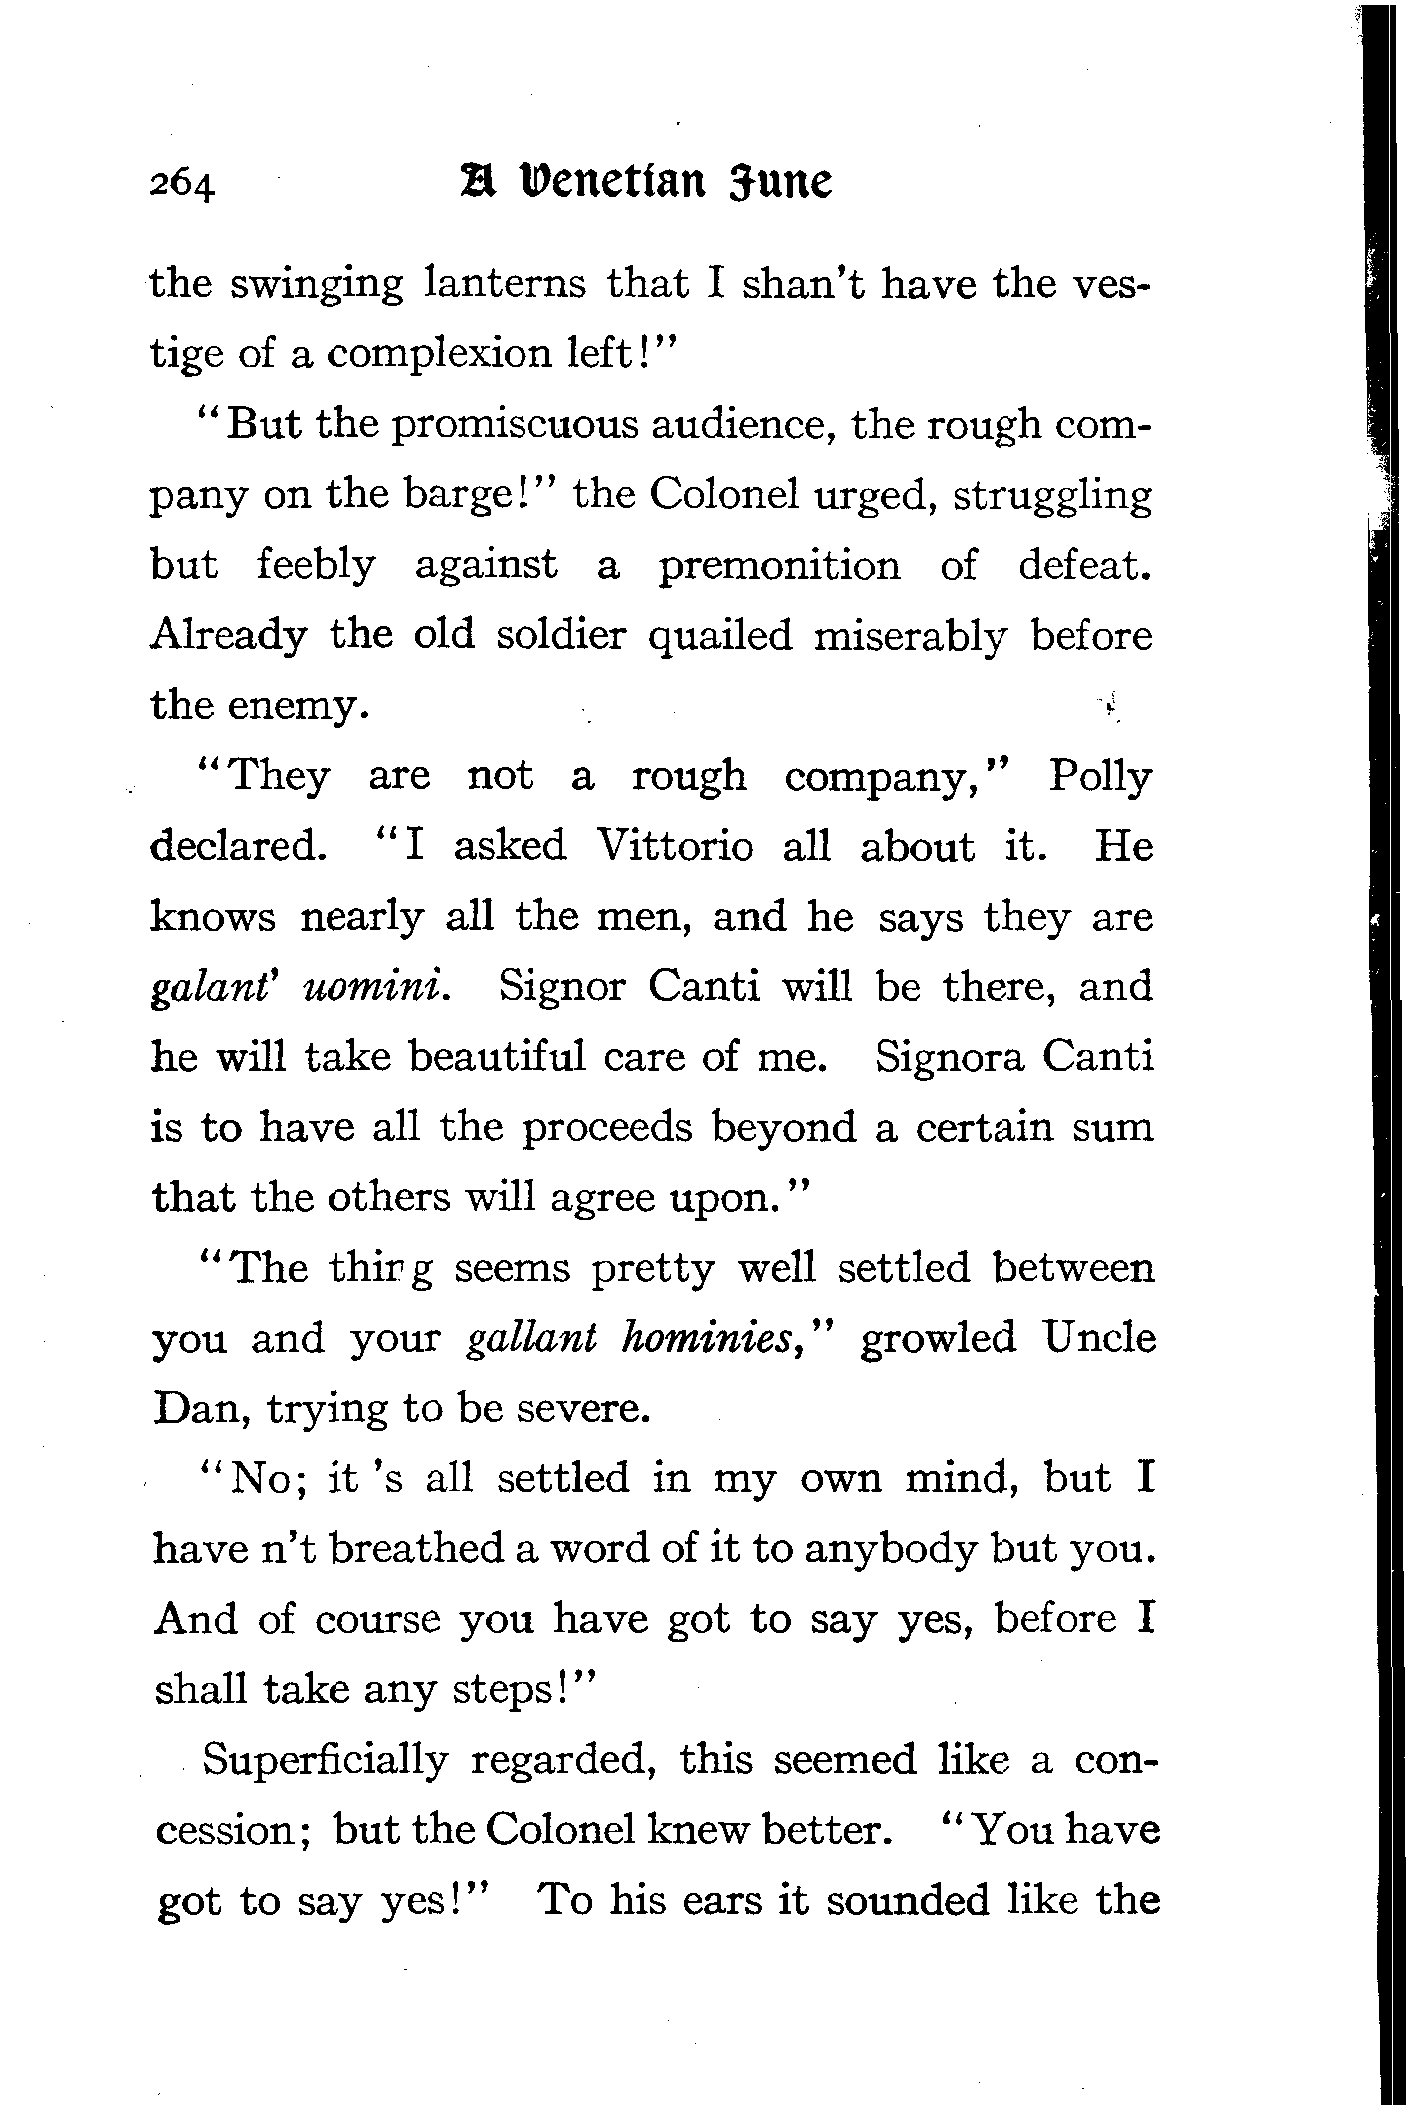 264 A Venetian June
the swinging lanterns that I shan't have the ves-
tige of a complexion left!"
"But the promiscuous audience, the rough com-
pany on the barge!" the Colonel urged, struggling
but feebly against a premonition of defeat.
Already the old soldier quailed miserably before
the enemy.
"They are not a rough company," Polly
declared. "I asked Vittorio all about it. He
knows nearly all the men, and he says they are
galant' uomini. Signor Canti will be there, and
he will take beautiful care of me. Signora Canti
is to have all the proceeds beyond a certain sum
that the others will agree upon."
"The thing seems pretty well settled between
you and your gallant hominies," growled Uncle
Dan, trying to be severe.
"No; it 's all settled in my own mind, but I
have n't breathed a word of it to anybody but you.
And of course you have got to say yes, before I
shall take any steps!"
Superficially regarded, this seemed like a con-
cession; but the Colonel knew better. "You have
got to say yes!" To his ears it sounded like the